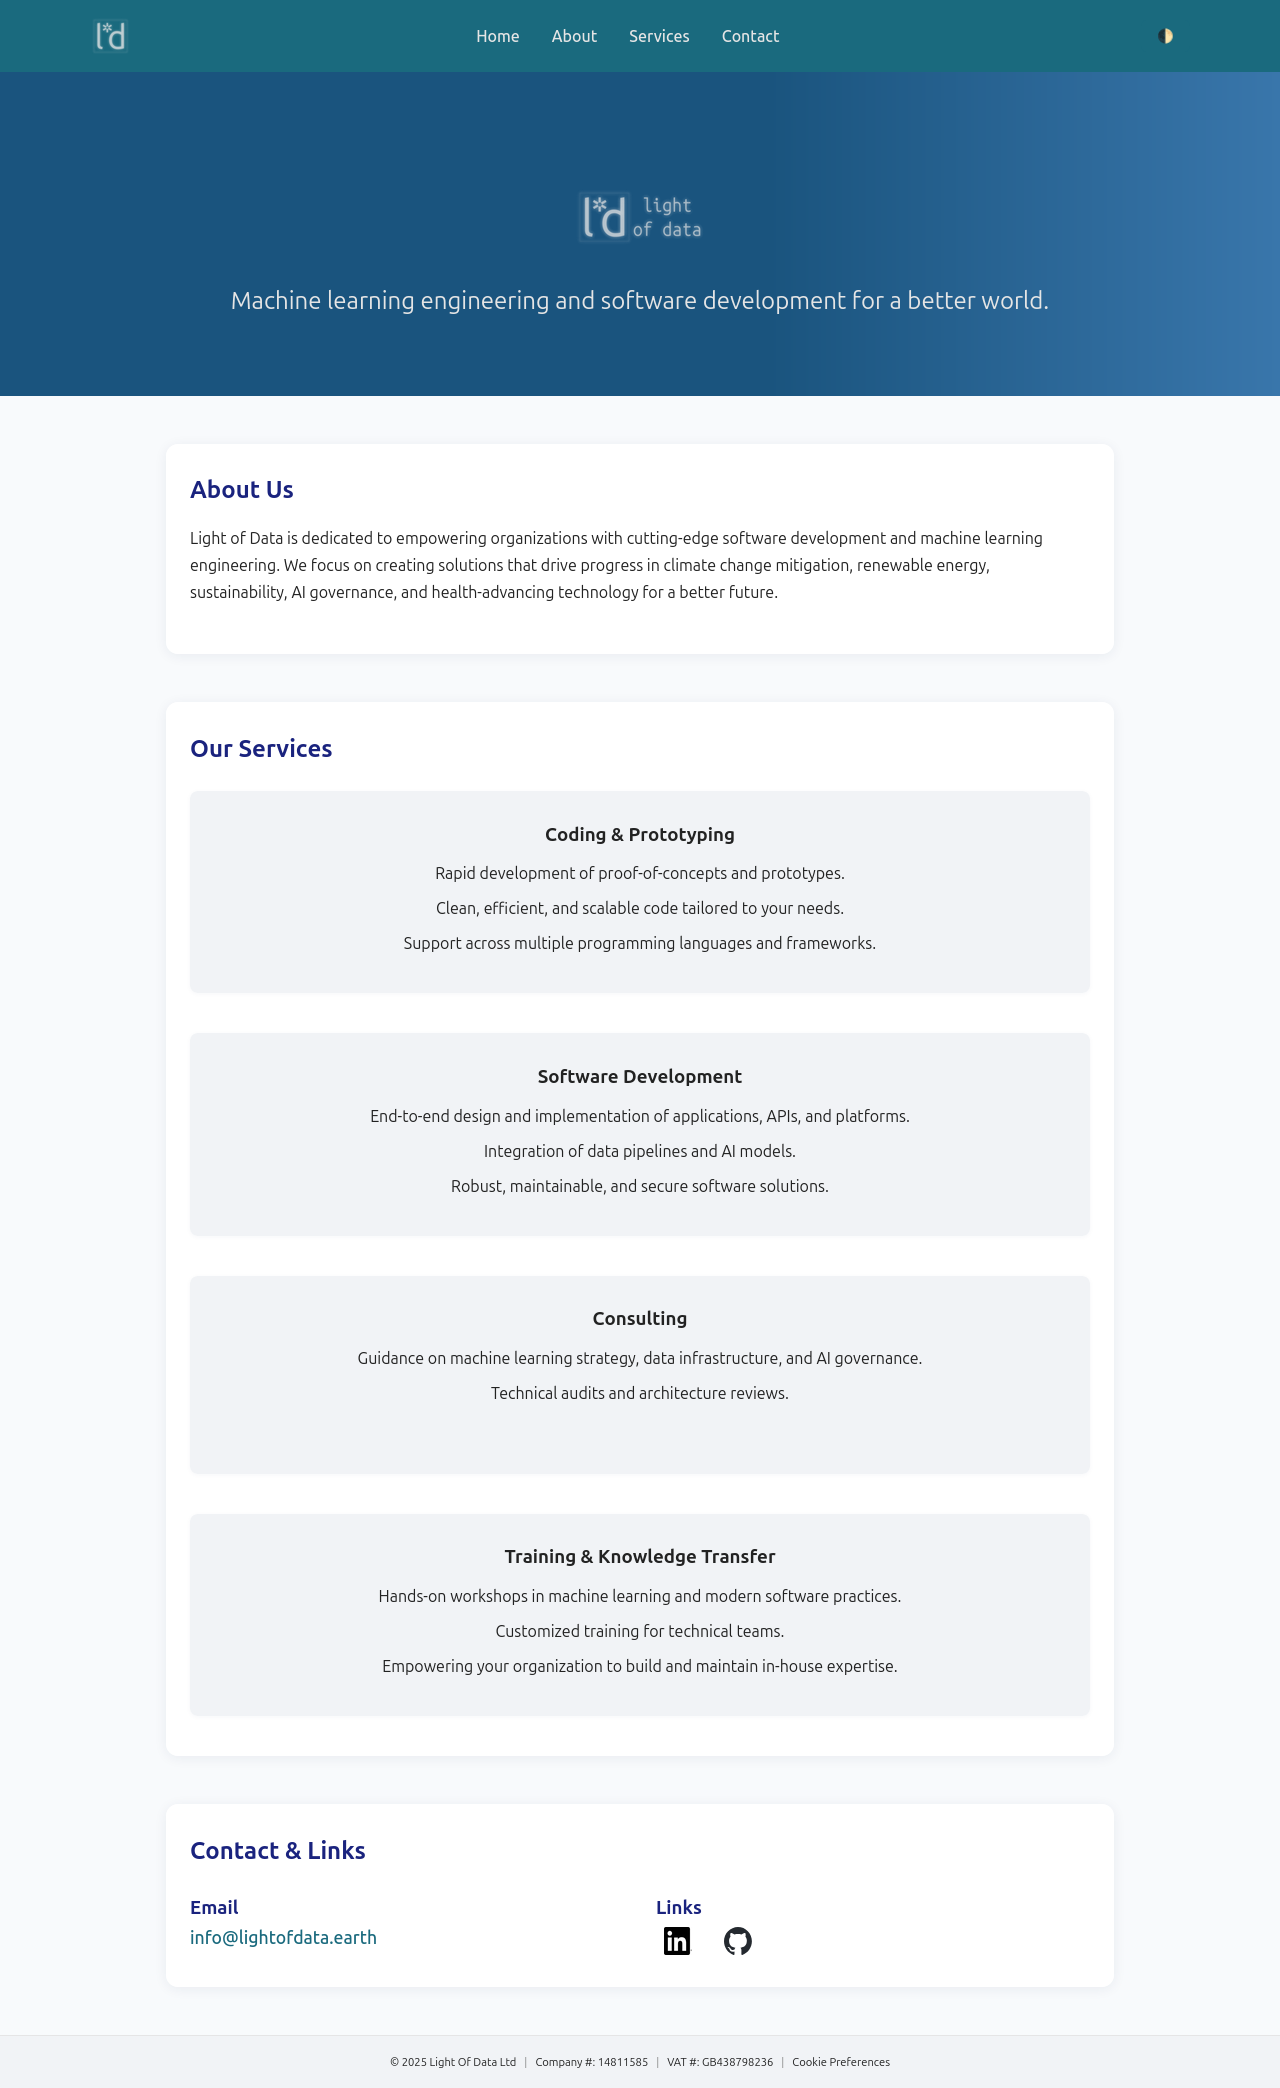 l*d
Home About Services Contact
l*d light
of data
Machine learning engineering and software development for a better world.
About Us
Light of Data is dedicated to empowering organizations with cutting-edge software development and machine learning
engineering. We focus on creating solutions that drive progress in climate change mitigation, renewable energy,
sustainability, AI governance, and health-advancing technology for a better future.
Our Services
Coding & Prototyping
Rapid development of proof-of-concepts and prototypes.
Clean, efficient, and scalable code tailored to your needs.
Support across multiple programming languages and frameworks.
Software Development
End-to-end design and implementation of applications, APIs, and platforms.
Integration of data pipelines and AI models.
Robust, maintainable, and secure software solutions.
Consulting
Guidance on machine learning strategy, data infrastructure, and AI governance.
Technical audits and architecture reviews.
Training & Knowledge Transfer
Hands-on workshops in machine learning and modern software practices.
Customized training for technical teams.
Empowering your organization to build and maintain in-house expertise.
Contact & Links
Email
info@lightofdata.earth
Links
in
© 2025 Light Of Data Ltd | Company #: 14811585 | VAT #: GB438798236 | Cookie Preferences